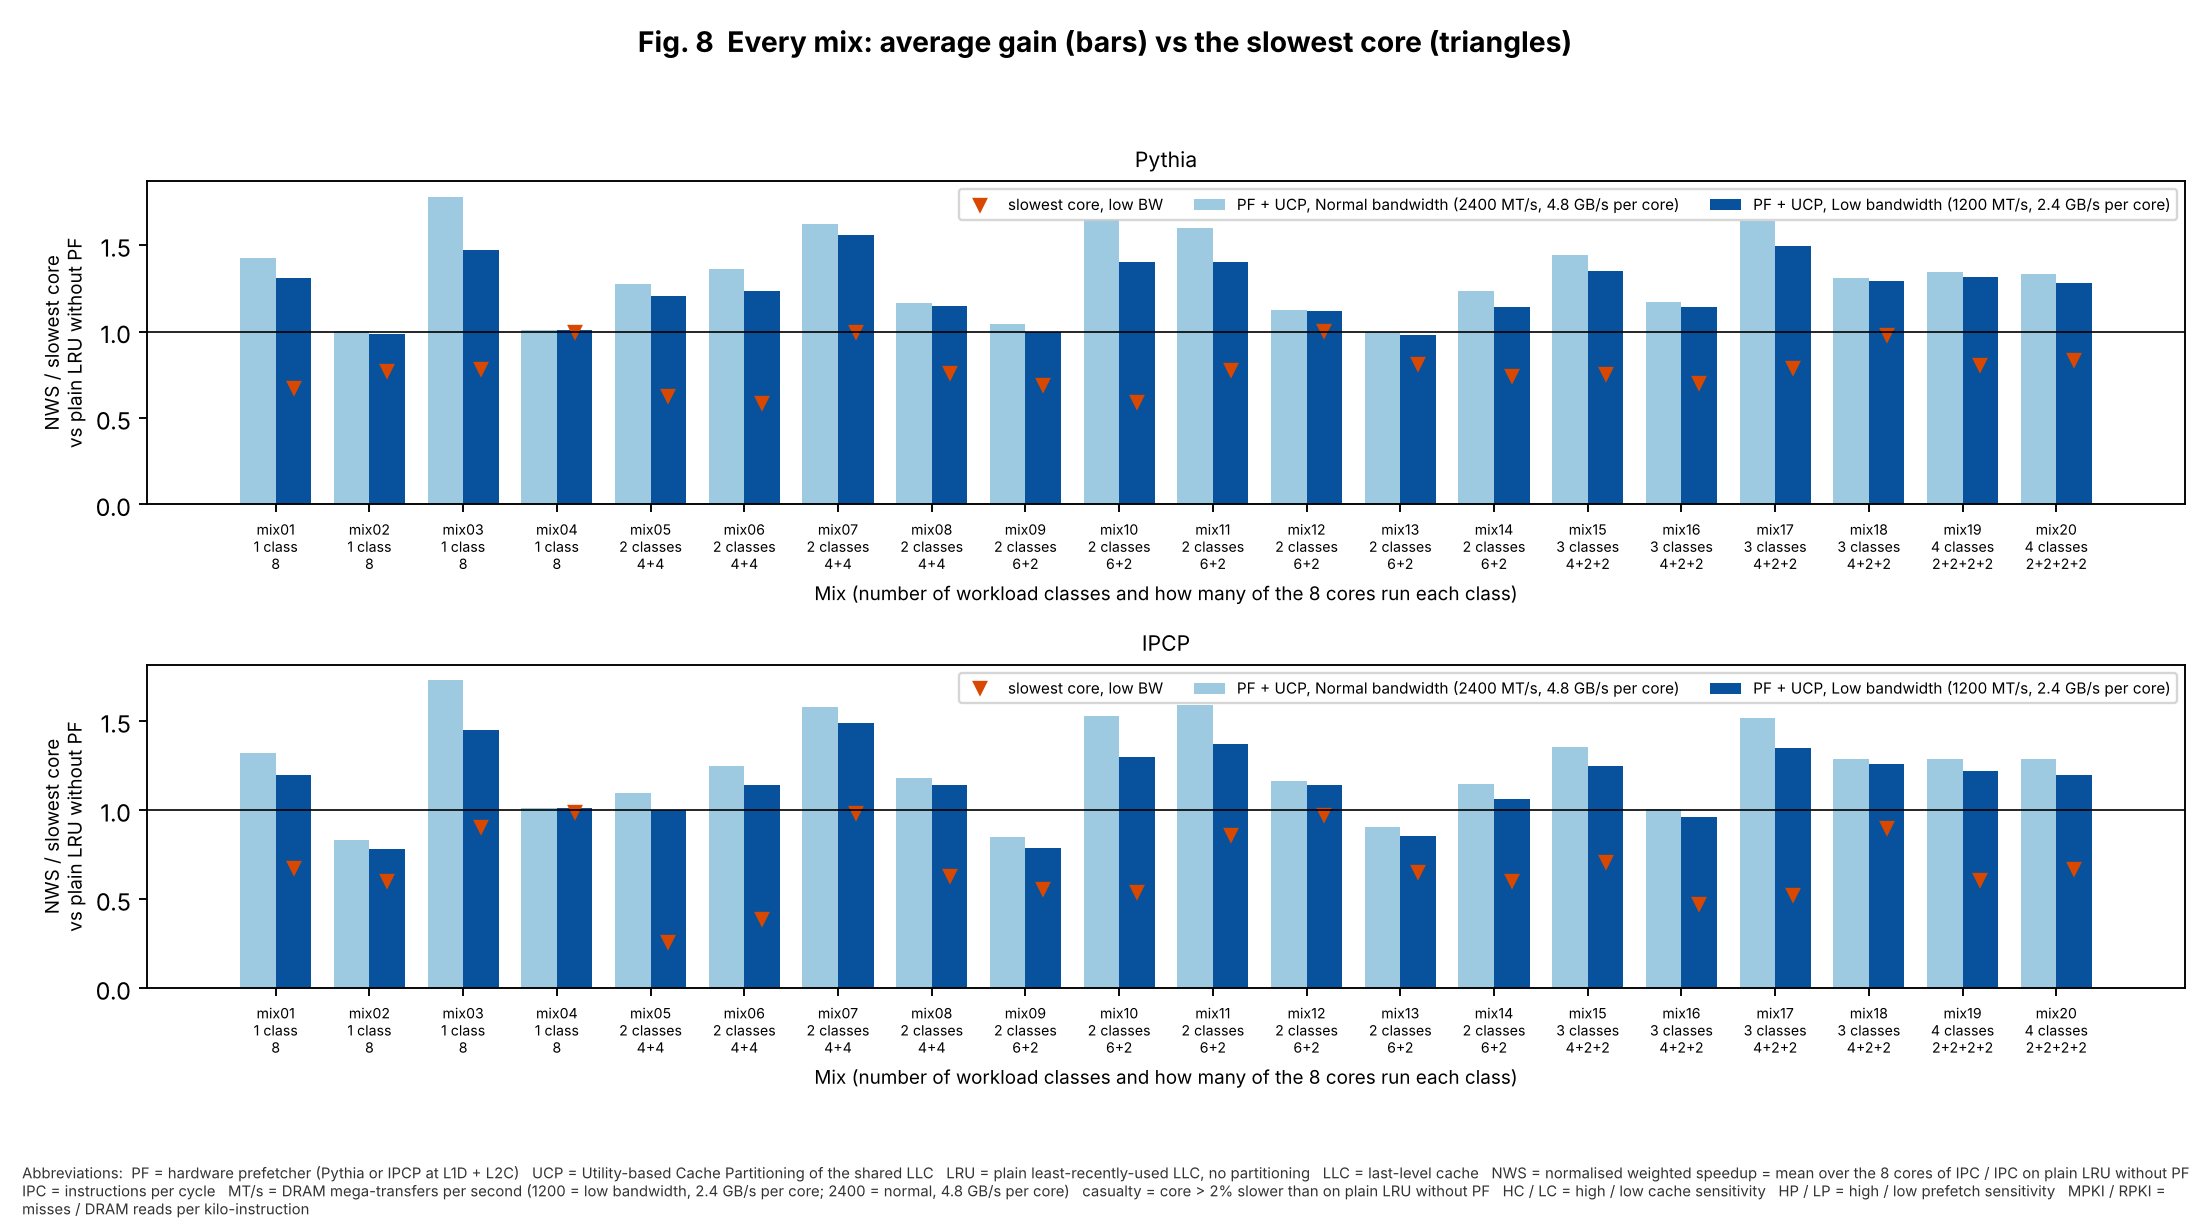 Fig. 8  Every mix: average gain (bars) vs the slowest core (triangles)
Pythia
slowest core, low BW
PF + UCP, Normal bandwidth (2400 MT/s, 4.8 GB/s per core)
PF + UCP, Low bandwidth (1200 MT/s, 2.4 GB/s per core)
NWS / slowest core
vs plain LRU without PF
1.5
1.0
0.5
0.0
mix01 mix02 mix03 mix04 mix05 mix06 mix07 mix08 mix09 mix10 mix11 mix12 mix13 mix14 mix15 mix16 mix17 mix18 mix19 mix20
1 class 1 class 1 class 1 class 2 classes 2 classes 2 classes 2 classes 2 classes 2 classes 2 classes 2 classes 2 classes 2 classes 3 classes 3 classes 3 classes 3 classes 4 classes 4 classes
8 8 8 8 4+4 4+4 4+4 4+4 6+2 6+2 6+2 6+2 6+2 6+2 4+2+2 4+2+2 4+2+2 4+2+2 2+2+2+2 2+2+2+2
Mix (number of workload classes and how many of the 8 cores run each class)
IPCP
slowest core, low BW
PF + UCP, Normal bandwidth (2400 MT/s, 4.8 GB/s per core)
PF + UCP, Low bandwidth (1200 MT/s, 2.4 GB/s per core)
NWS / slowest core
vs plain LRU without PF
1.5
1.0
0.5
0.0
mix01 mix02 mix03 mix04 mix05 mix06 mix07 mix08 mix09 mix10 mix11 mix12 mix13 mix14 mix15 mix16 mix17 mix18 mix19 mix20
1 class 1 class 1 class 1 class 2 classes 2 classes 2 classes 2 classes 2 classes 2 classes 2 classes 2 classes 2 classes 2 classes 3 classes 3 classes 3 classes 3 classes 4 classes 4 classes
8 8 8 8 4+4 4+4 4+4 4+4 6+2 6+2 6+2 6+2 6+2 6+2 4+2+2 4+2+2 4+2+2 4+2+2 2+2+2+2 2+2+2+2
Mix (number of workload classes and how many of the 8 cores run each class)
Abbreviations:  PF = hardware prefetcher (Pythia or IPCP at L1D + L2C)   UCP = Utility-based Cache Partitioning of the shared LLC   LRU = plain least-recently-used LLC, no partitioning   LLC = last-level cache   NWS = normalised weighted speedup = mean over the 8 cores of IPC / IPC on plain LRU without PF
IPC = instructions per cycle   MT/s = DRAM mega-transfers per second (1200 = low bandwidth, 2.4 GB/s per core; 2400 = normal, 4.8 GB/s per core)   casualty = core > 2% slower than on plain LRU without PF   HC / LC = high / low cache sensitivity   HP / LP = high / low prefetch sensitivity   MPKI / RPKI =
misses / DRAM reads per kilo-instruction